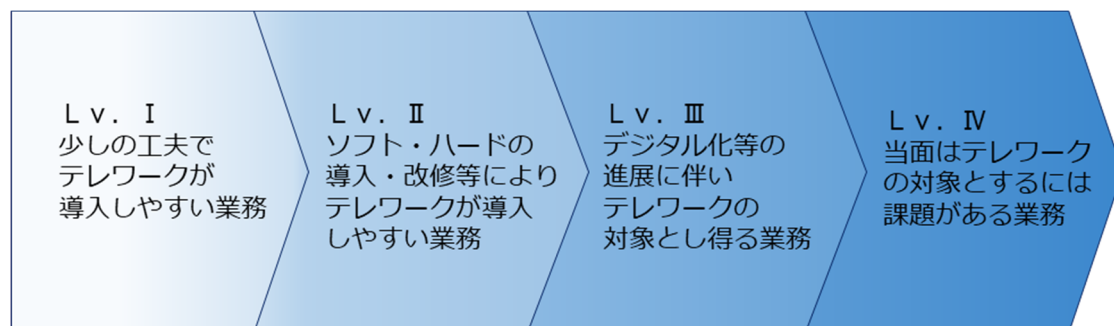 Ｌｖ．Ⅰ
少しの工夫で
テレワークが
導入しやすい業務
Ｌｖ．Ⅱ
ソフト・ハードの
導入・改修等により
テレワークが導入
しやすい業務
Ｌｖ．Ⅲ
デジタル化等の
進展に伴い
テレワークの
対象とし得る業務
Ｌｖ．Ⅳ
当面はテレワーク
の対象とするには
課題がある業務